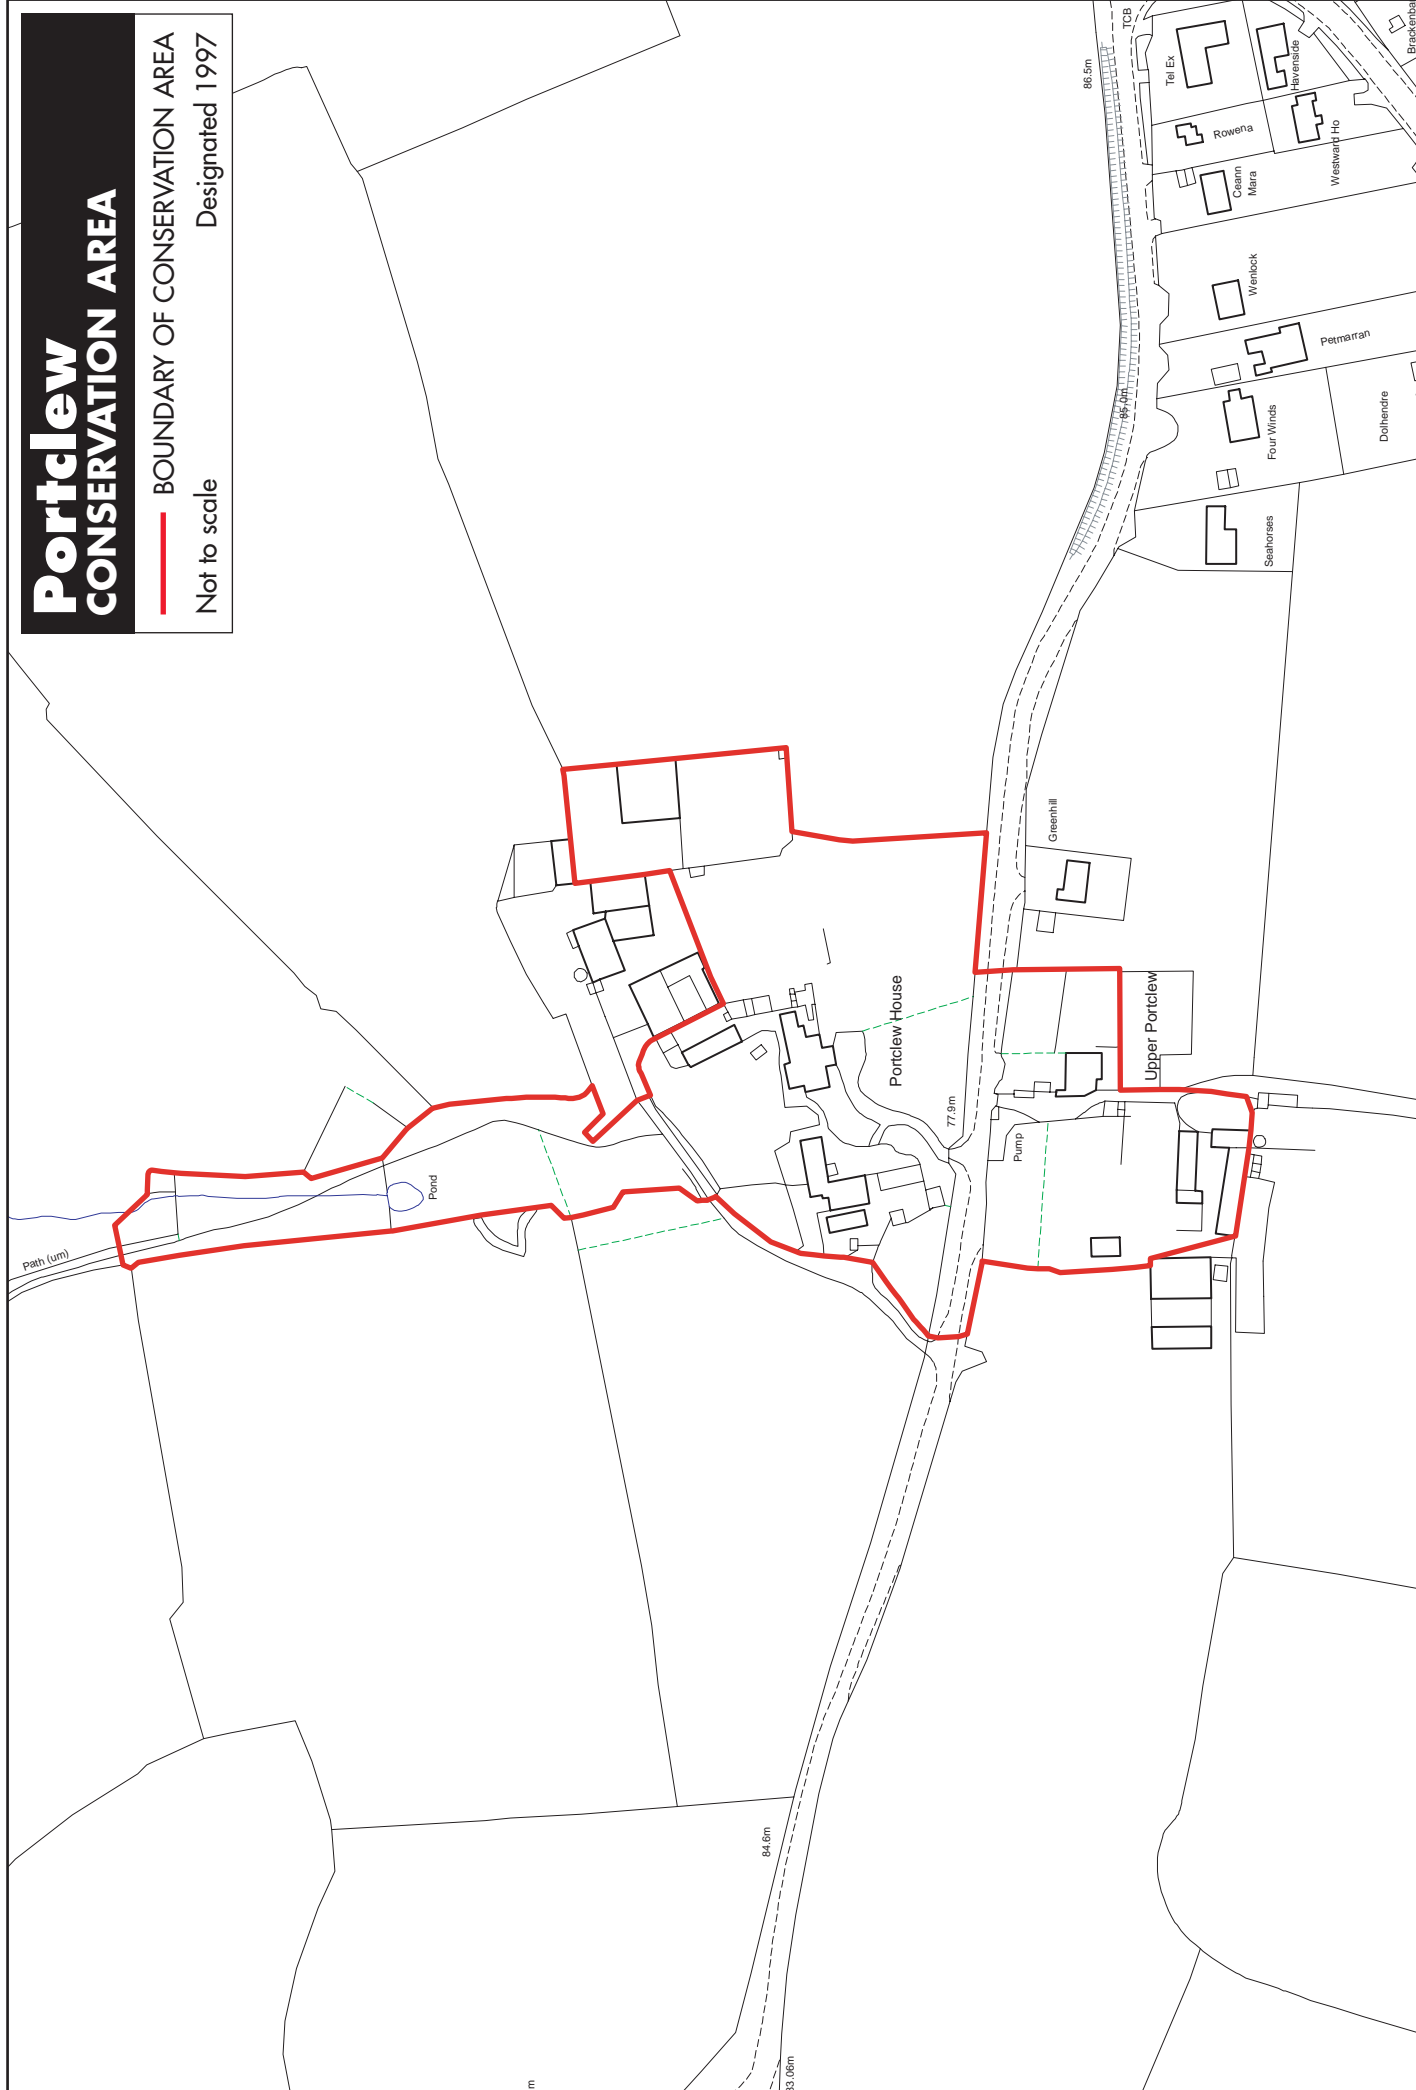 Portclew
CONSERVATION AREA
BOUNDARY OF CONSERVATION AREA
Not to scale
Designated 1997
Path (um)
Pond
Portclew House
Upper Portclew
Greenhill
Pump
77.9m
84.6m
86.5m
85.0m
TCB
Tel Ex
Havenside
Rowena
Westward Ho
Ceann
Mara
Wenlock
Petmarran
Four Winds
Dolhendre
Seahorses
m